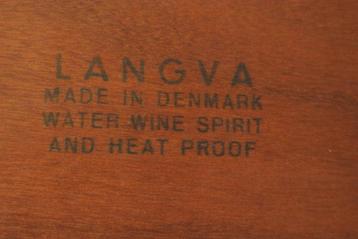 LANGVA
MADE IN DENMARK
WATER WINE SPIRIT
AND HEAT PROOF